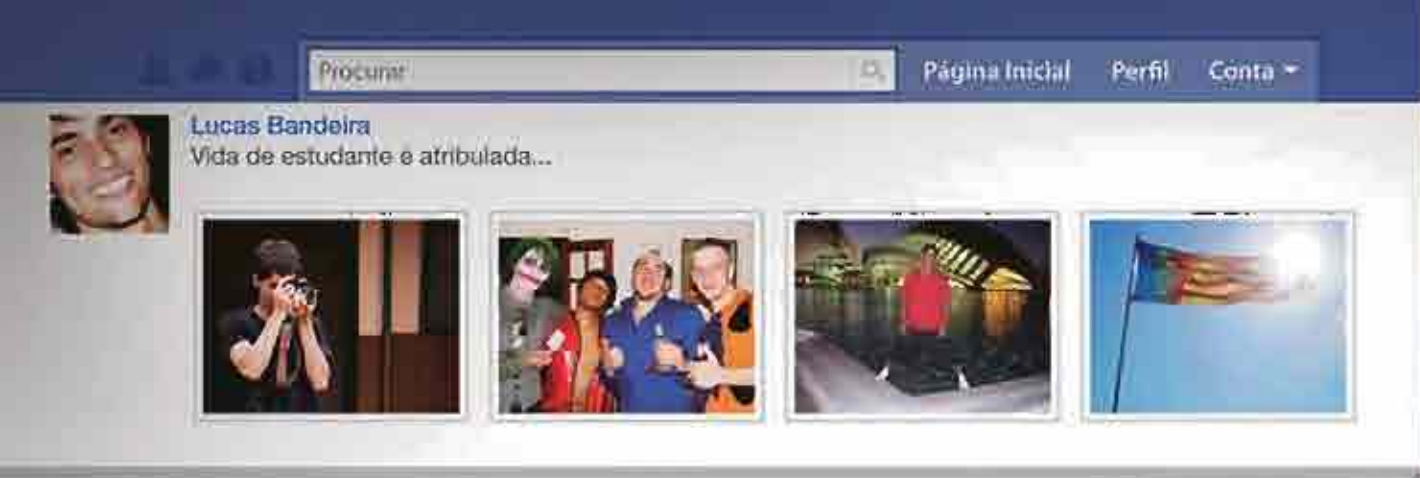 Procurar
Página Inicial
Perfil
Conta
Lucas Bandeira
Vida de estudante é atribulada...